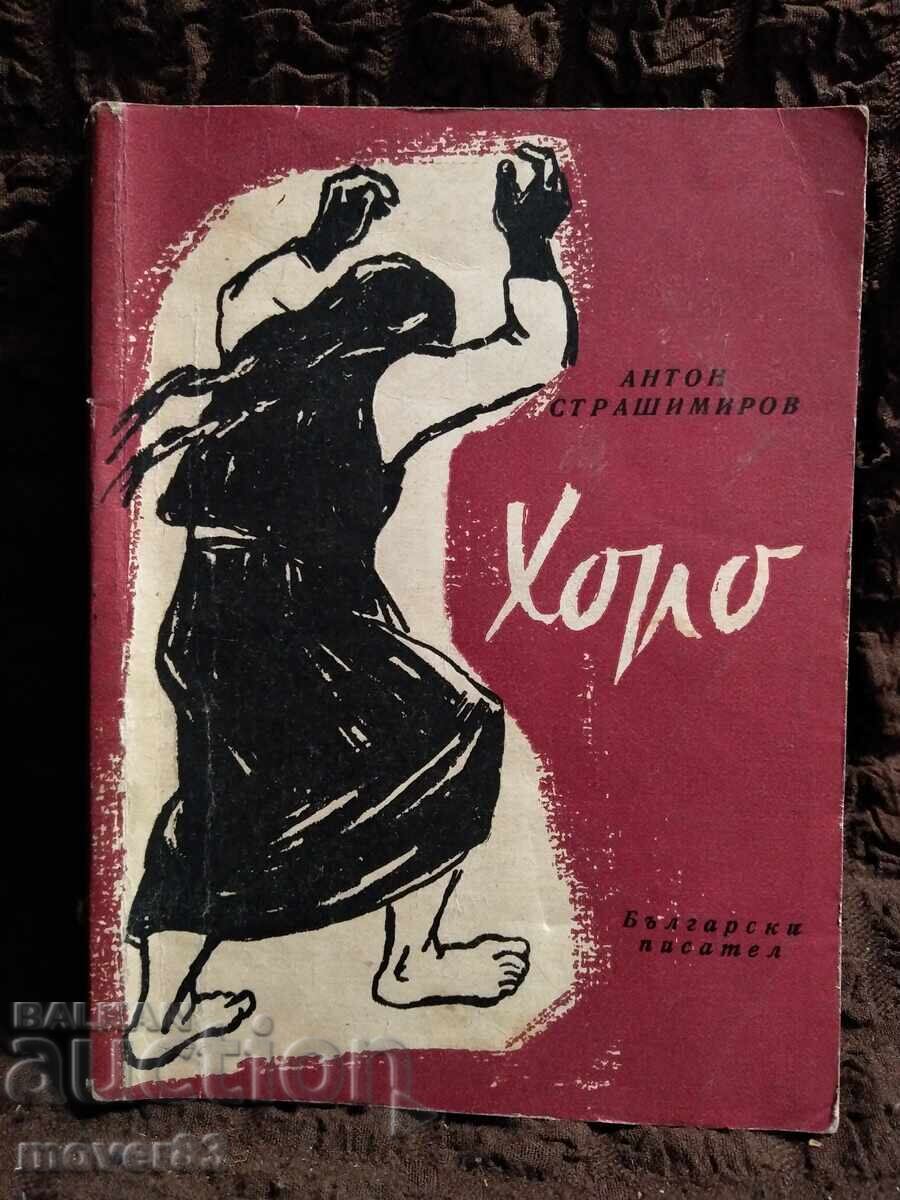 АНТОН
СТРАШИМИРОВ
Хоро
Български
писател
BALKAN
auction
mover83